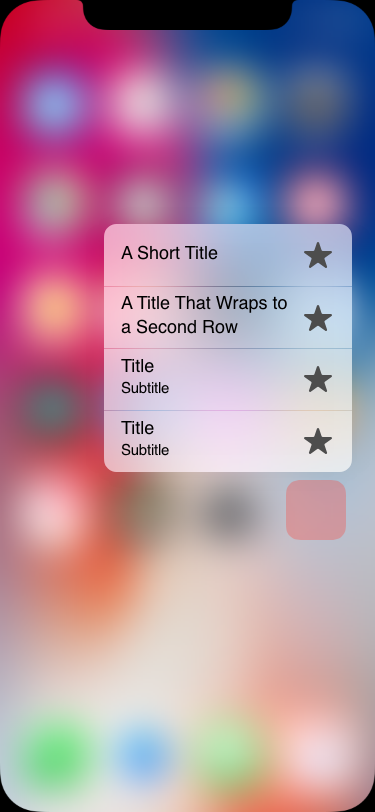 A Short Title
A Title That Wraps to
a Second Row
Title
Subtitle
Title
Subtitle